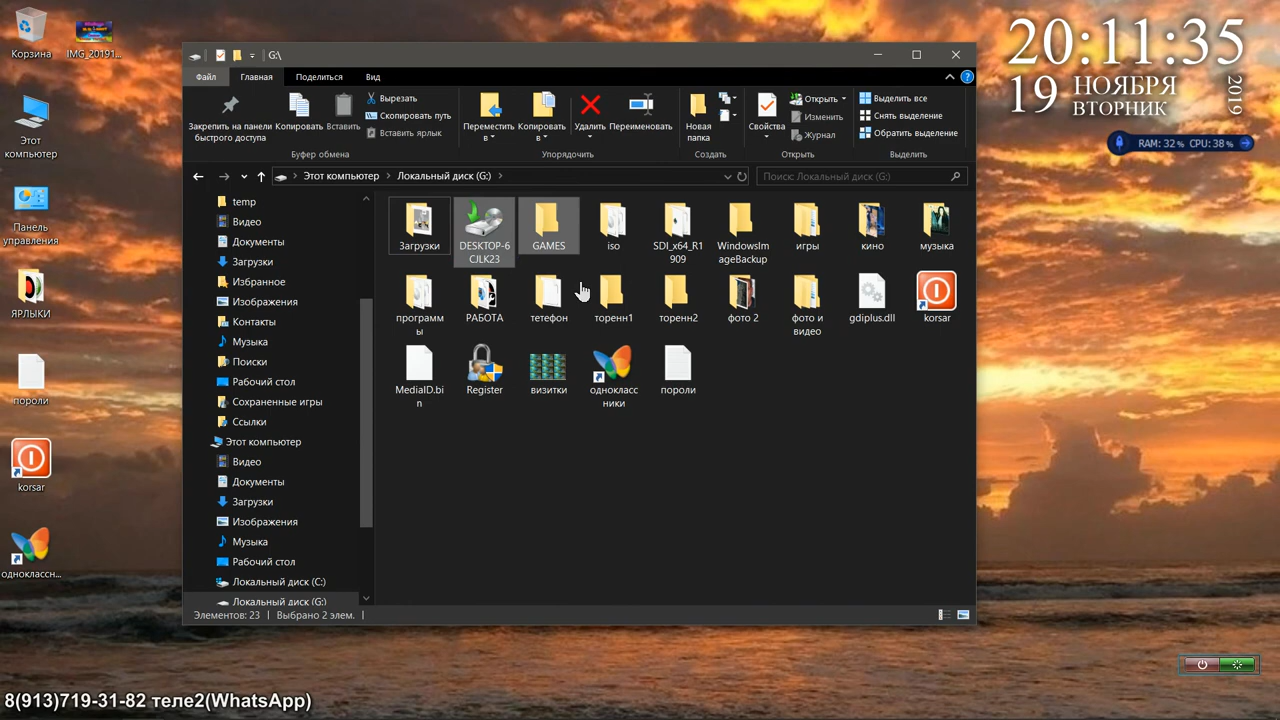 Корзина
IMG_20191...
Этот
компьютер
Панель
управления
ЯРЛЫКИ
пороли
korsar
одноклассн...
G:\
Файл
Главная
Поделиться
Вид
Закрепить на панели
быстрого доступа
Копировать
Вставить
Вырезать
Скопировать путь
Вставить ярлык
Буфер обмена
Переместить
в
Копировать
в
Удалить
Переименовать
Упорядочить
Новая
папка
Создать
Свойства
Открыть
Изменить
Журнал
Открыть
Выделить все
Снять выделение
Обратить выделение
Выделить
Этот компьютер
Локальный диск (G:)
Поиск: Локальный диск (G:)
temp
Видео
Документы
Загрузки
Избранное
Изображения
Контакты
Музыка
Поиски
Рабочий стол
Сохраненные игры
Ссылки
Этот компьютер
Видео
Документы
Загрузки
Изображения
Музыка
Рабочий стол
Локальный диск (C:)
Локальный диск (G:)
Загрузки
DESKTOP-6
CJLK23
GAMES
iso
SDI_x64_R1
909
WindowsIm
ageBackup
игры
кино
музыка
программ
ы
РАБОТА
тетефон
торенн1
торенн2
фото 2
фото и
видео
gdiplus.dll
korsar
MediaID.bi
n
Register
визитки
однокласс
ники
пороли
Элементов: 23
Выбрано 2 элем.
20:11:35
19
НОЯБРЯ
ВТОРНИК
2019
RAM: 32 % CPU: 38 %
8(913)719-31-82 теле2(WhatsApp)